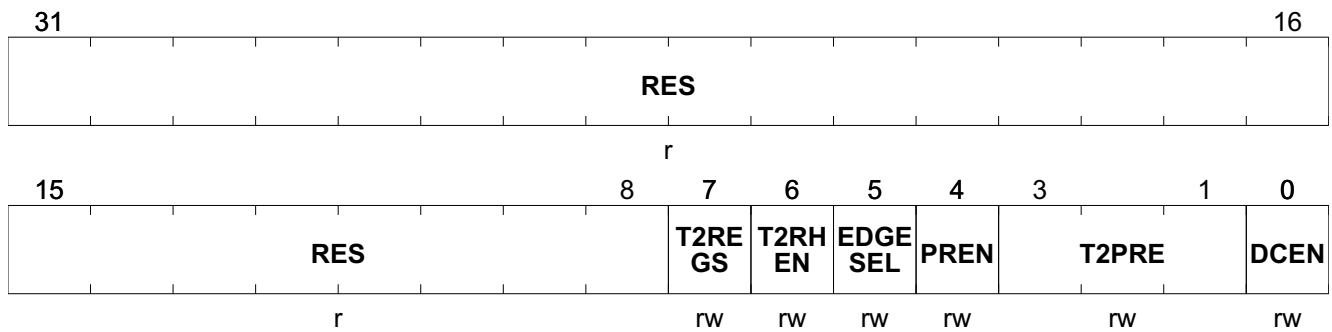 31 16
RES
r
15 8 7 6 5 4 3 1 0
RES T2RE T2RH EDGE PREN T2PRE DCEN
GS EN SEL
r rw rw rw rw rw rw